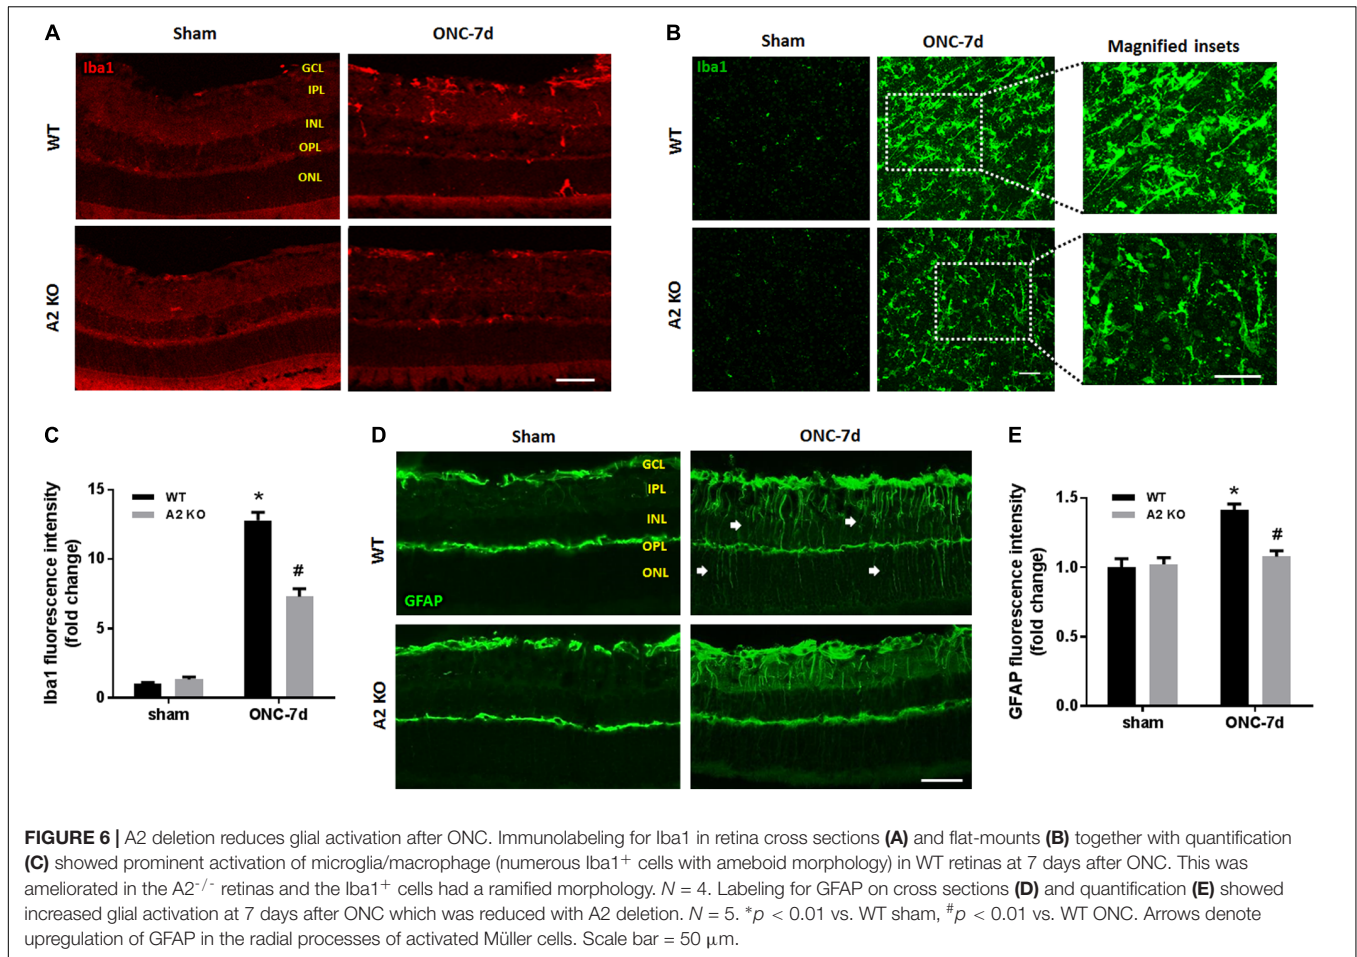 A
Sham
ONC-7d
Iba1
GCL
IPL
INL
OPL
ONL
WT
A2 KO
B
Sham
ONC-7d
Magnified insets
Iba1
WT
A2 KO
C
Iba1 fluorescence intensity
(fold change)
15
10
5
0
WT
A2 KO
*
#
sham
ONC-7d
D
Sham
ONC-7d
GCL
IPL
INL
OPL
ONL
GFAP
WT
A2 KO
E
GFAP fluorescence intensity
(fold change)
1.5
1.0
0.5
0.0
WT
A2 KO
*
#
sham
ONC-7d
FIGURE 6 | A2 deletion reduces glial activation after ONC. Immunolabeling for Iba1 in retina cross sections (A) and flat-mounts (B) together with quantification
(C) showed prominent activation of microglia/macrophage (numerous Iba1⁺ cells with ameboid morphology) in WT retinas at 7 days after ONC. This was
ameliorated in the A2⁻/⁻ retinas and the Iba1⁺ cells had a ramified morphology. N = 4. Labeling for GFAP on cross sections (D) and quantification (E) showed
increased glial activation at 7 days after ONC which was reduced with A2 deletion. N = 5. *p < 0.01 vs. WT sham, #p < 0.01 vs. WT ONC. Arrows denote
upregulation of GFAP in the radial processes of activated Müller cells. Scale bar = 50 μm.